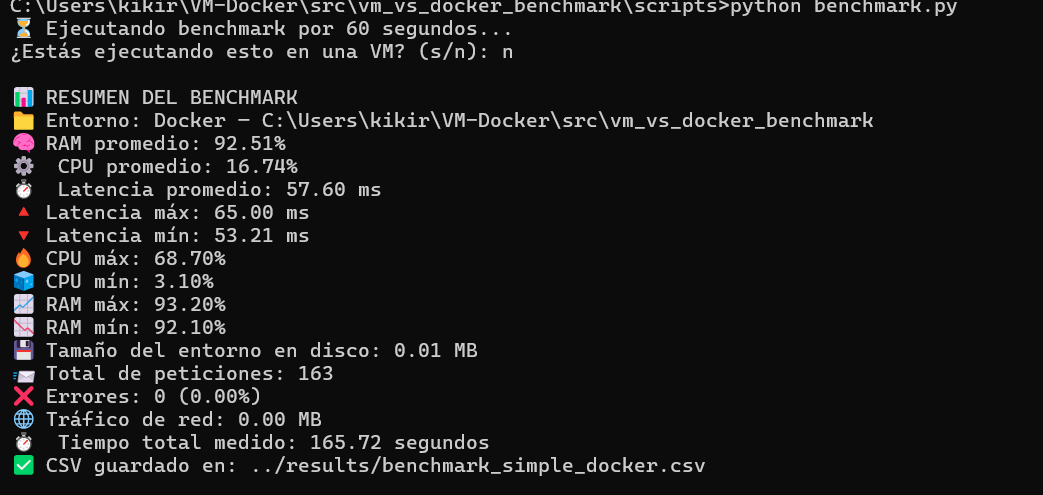 C:\Users\kikir\VM-Docker\src\vm_vs_docker_benchmark\scripts>python benchmark.py
⏳ Ejecutando benchmark por 60 segundos...
¿Estás ejecutando esto en una VM? (s/n): n
📊 RESUMEN DEL BENCHMARK
📁 Entorno: Docker — C:\Users\kikir\VM-Docker\src\vm_vs_docker_benchmark
🧠 RAM promedio: 92.51%
⚙️ CPU promedio: 16.74%
⏱️ Latencia promedio: 57.60 ms
🔺 Latencia máx: 65.00 ms
🔻 Latencia mín: 53.21 ms
🔥 CPU máx: 68.70%
🧊 CPU mín: 3.10%
📈 RAM máx: 93.20%
📉 RAM mín: 92.10%
💾 Tamaño del entorno en disco: 0.01 MB
📨 Total de peticiones: 163
❌ Errores: 0 (0.00%)
🌐 Tráfico de red: 0.00 MB
⏱️ Tiempo total medido: 165.72 segundos
✅ CSV guardado en: ../results/benchmark_simple_docker.csv